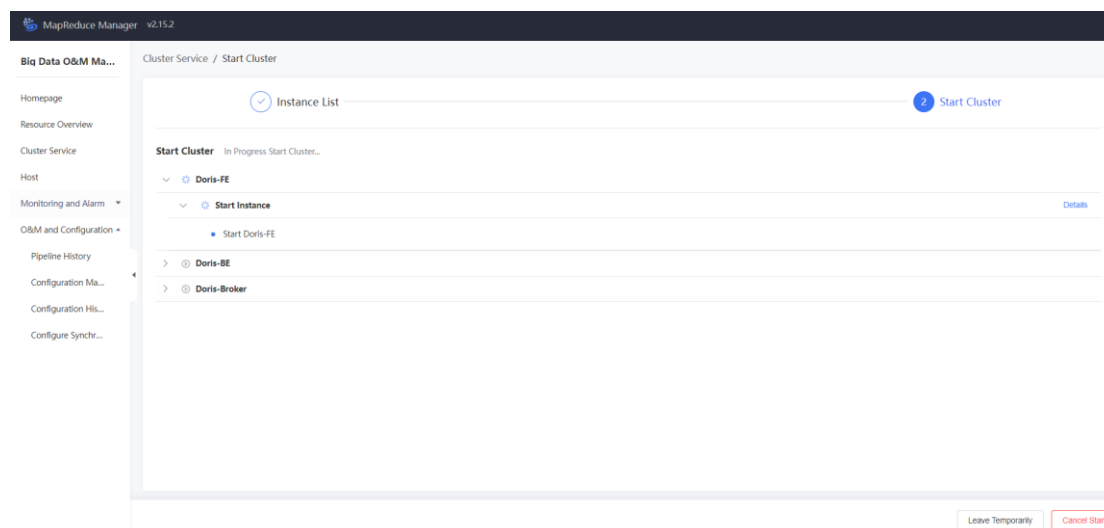 MapReduce Manager v2.15.2
Big Data O&M Ma...
Cluster Service / Start Cluster
Homepage
Resource Overview
Cluster Service
Host
Monitoring and Alarm
O&M and Configuration
Pipeline History
Configuration Ma...
Configuration His...
Configure Synchr...
Instance List
2 Start Cluster
Start Cluster In Progress Start Cluster...
Doris-FE
Start Instance Details
Start Doris-FE
Doris-BE
Doris-Broker
Leave Temporarily Cancel Star